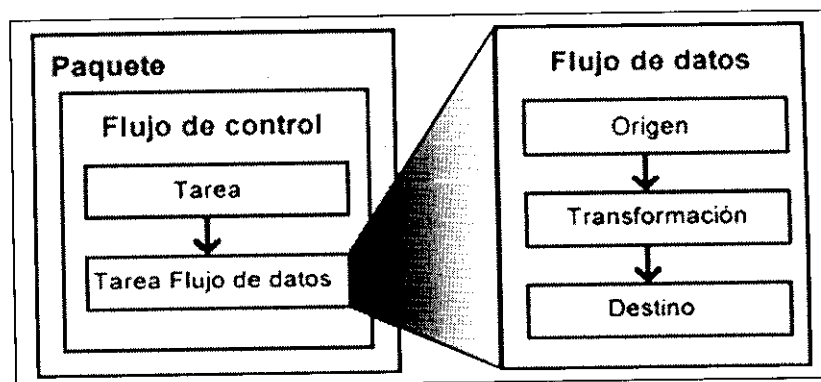 Paquete
Flujo de control
Tarea
Tarea Flujo de datos
Flujo de datos
Origen
Transformación
Destino